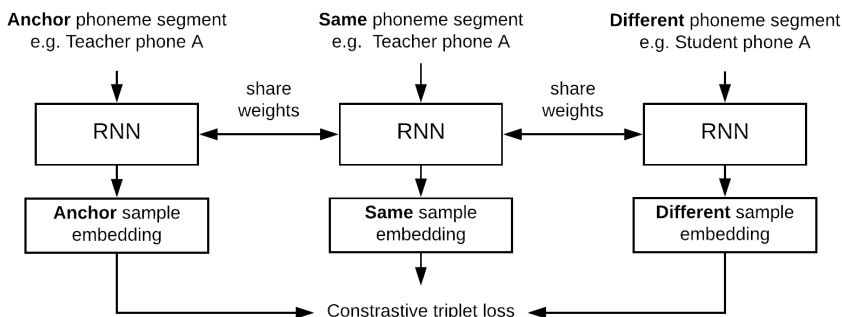 Anchor phoneme segment
e.g. Teacher phone A
Same phoneme segment
e.g. Teacher phone A
Different phoneme segment
e.g. Student phone A
share
weights
share
weights
RNN
RNN
RNN
Anchor sample
embedding
Same sample
embedding
Different sample
embedding
Constrastive triplet loss